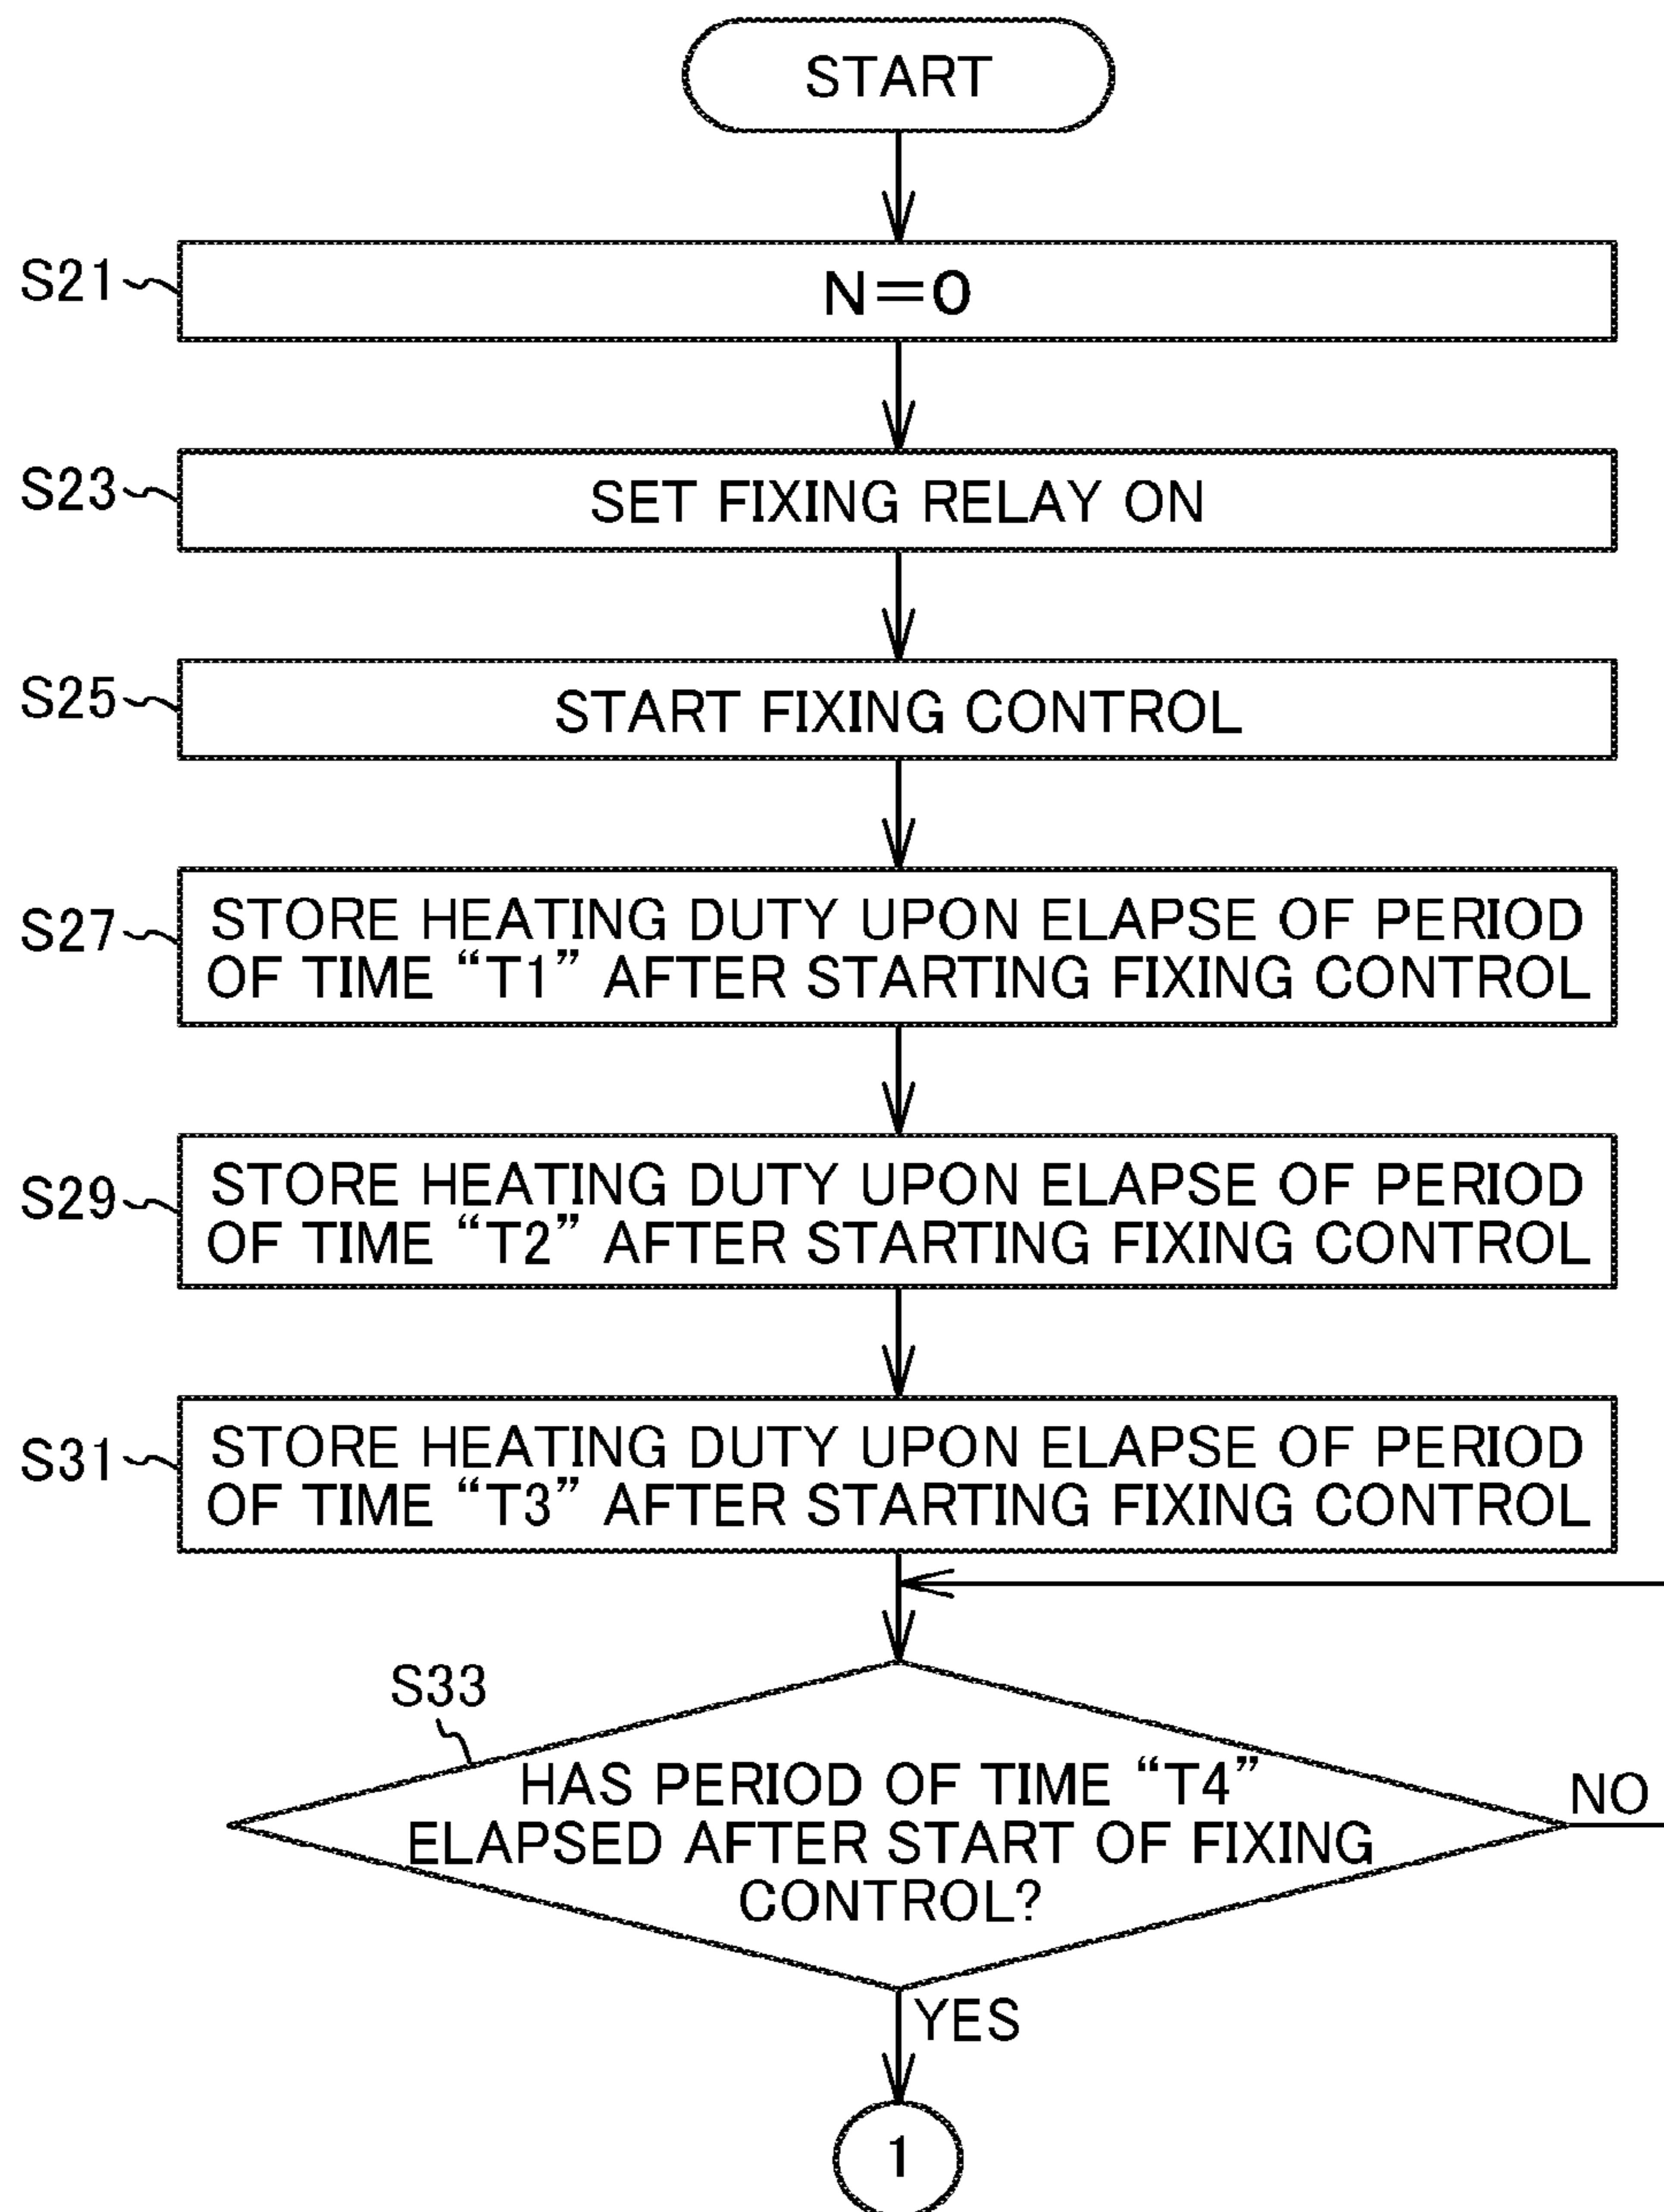 START
S21
N=0
S23
SET FIXING RELAY ON
S25
START FIXING CONTROL
S27
STORE HEATING DUTY UPON ELAPSE OF PERIOD
OF TIME “T1” AFTER STARTING FIXING CONTROL
S29
STORE HEATING DUTY UPON ELAPSE OF PERIOD
OF TIME “T2” AFTER STARTING FIXING CONTROL
S31
STORE HEATING DUTY UPON ELAPSE OF PERIOD
OF TIME “T3” AFTER STARTING FIXING CONTROL
S33
HAS PERIOD OF TIME “T4”
ELAPSED AFTER START OF FIXING
CONTROL?
NO
YES
1